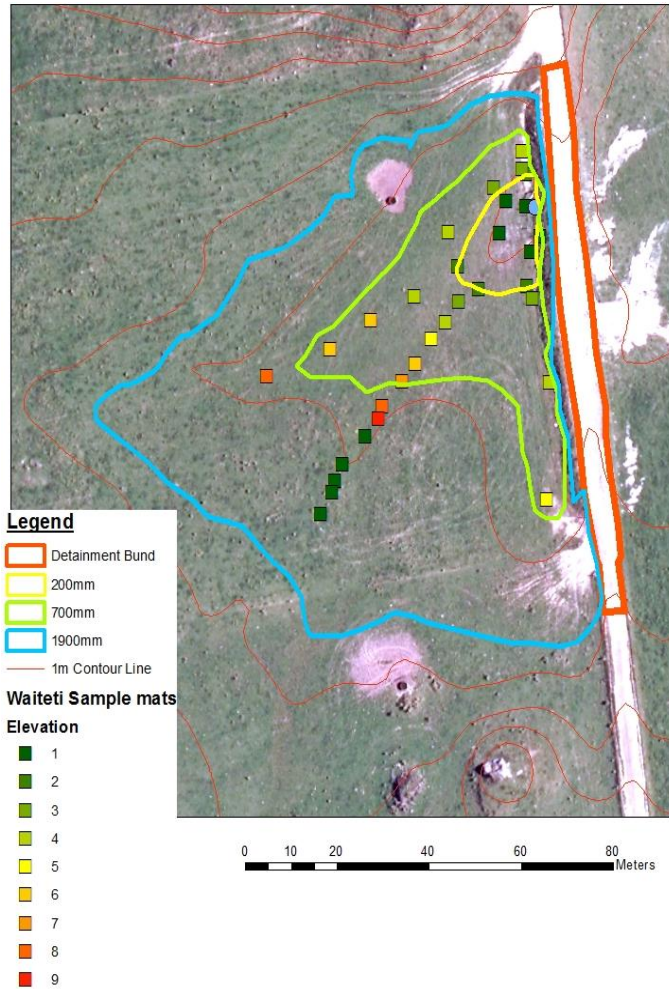 Legend
Detainment Bund
200mm
700mm
1900mm
1m Contour Line
Waiteti Sample mats
Elevation
1
2
3
4
5
6
7
8
9
0 10 20 40 60 80
Meters